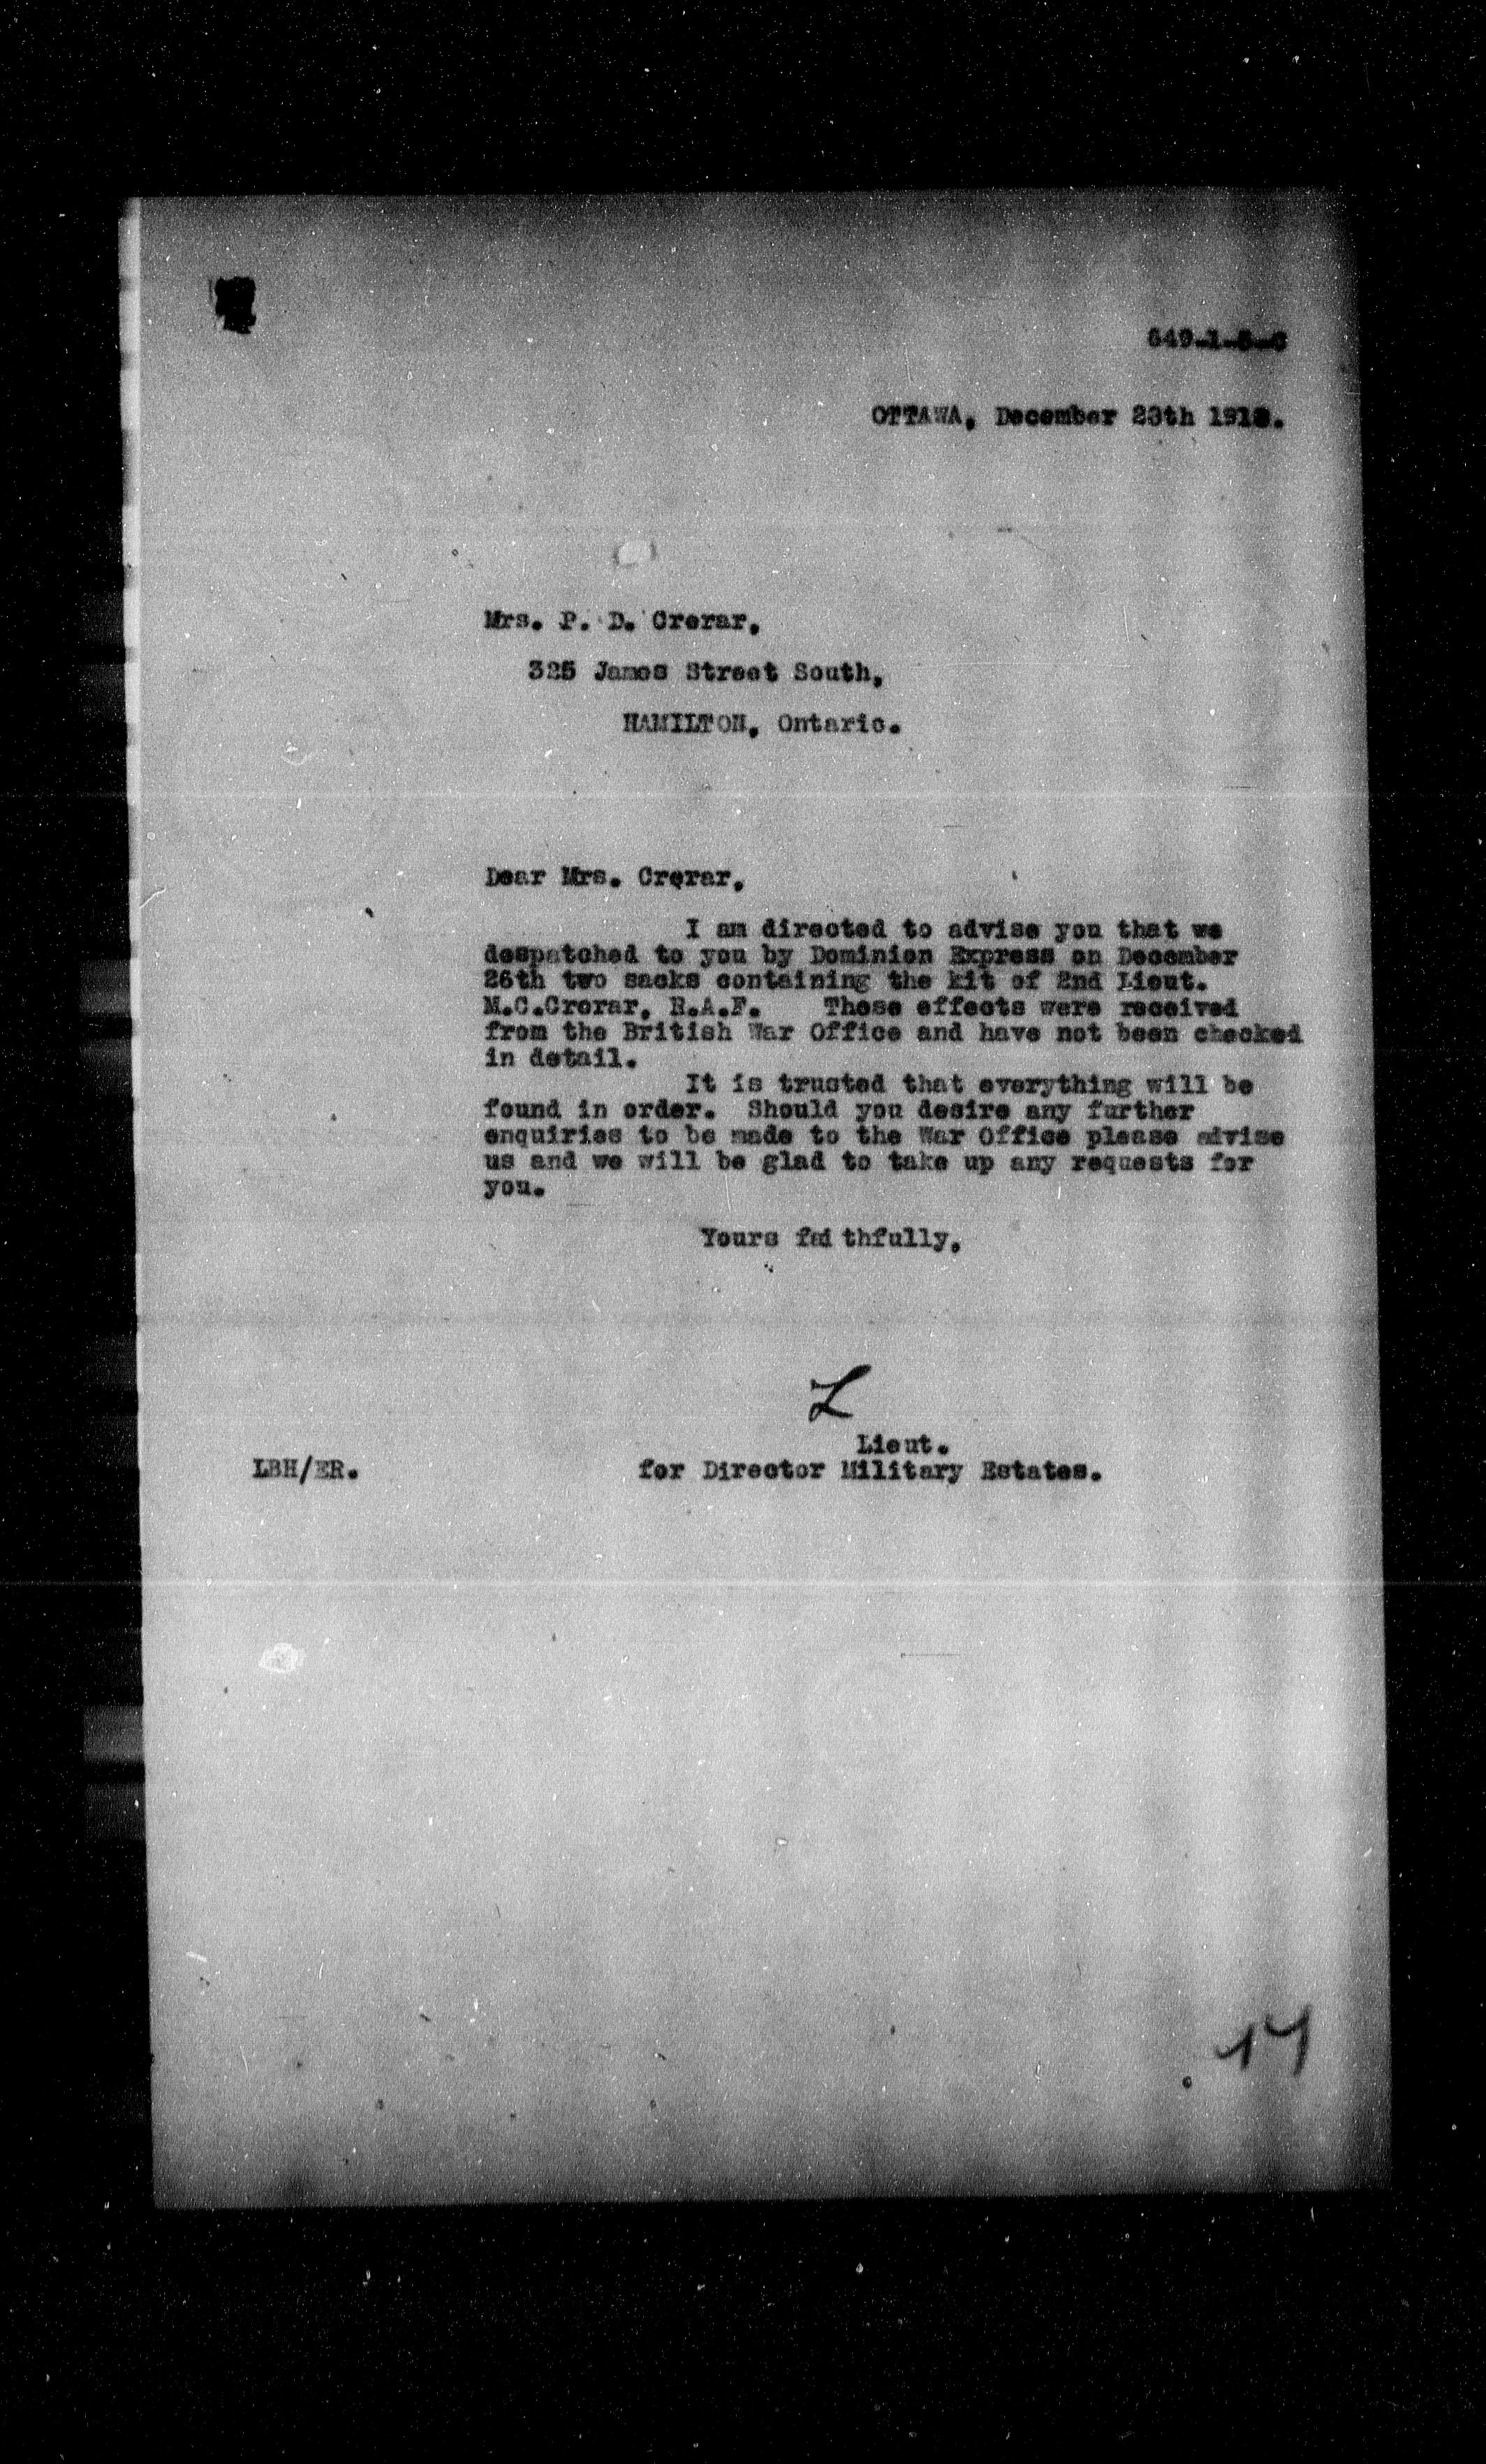 649-1-5-C
OTTAWA, December 28th 1918.
Mrs. P. D. Crerar,
325 James Street South,
HAMILTON, Ontario.
Dear Mrs. Crerar,
I am directed to advise you that we
despatched to you by Dominion Express on December
26th two sacks containing the kit of 2nd Lieut.
M.C.Crerar, R.A.F. These effects were received
from the British War Office and have not been checked
in detail.
It is trusted that everything will be
found in order. Should you desire any further
enquiries to be made to the War Office please advise
us and we will be glad to take up any requests for
you.
Yours faithfully,
L
Lieut.
LBH/ER. for Director Military Estates.
17